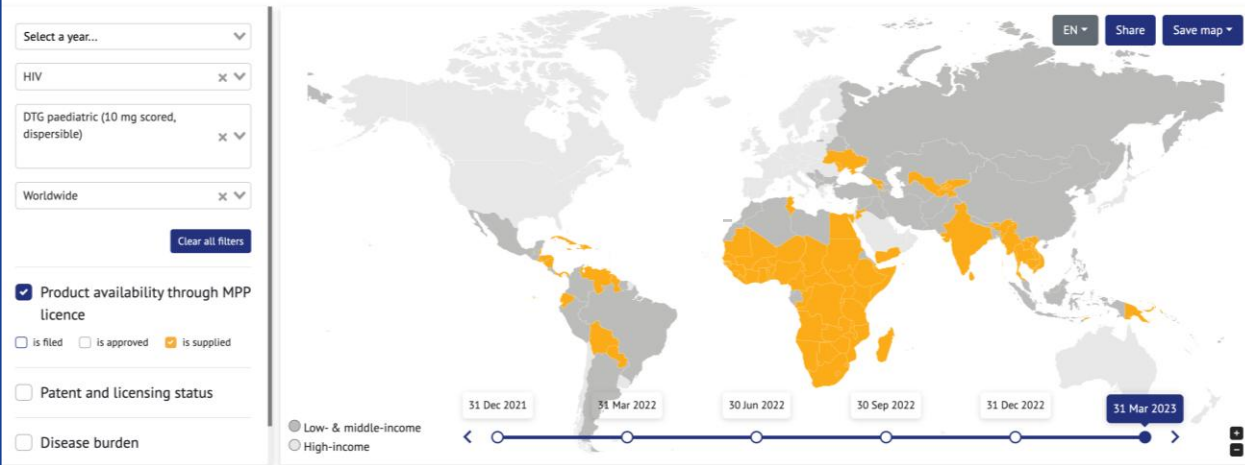 Select a year...
HIV
DTG paediatric (10 mg scored,
dispersible)
Worldwide
Clear all filters
Product availability through MPP
licence
is filed
is approved
is supplied
Patent and licensing status
Disease burden
EN
Share
Save map
Low- & middle-income
High-income
31 Dec 2021
31 Mar 2022
30 Jun 2022
30 Sep 2022
31 Dec 2022
31 Mar 2023